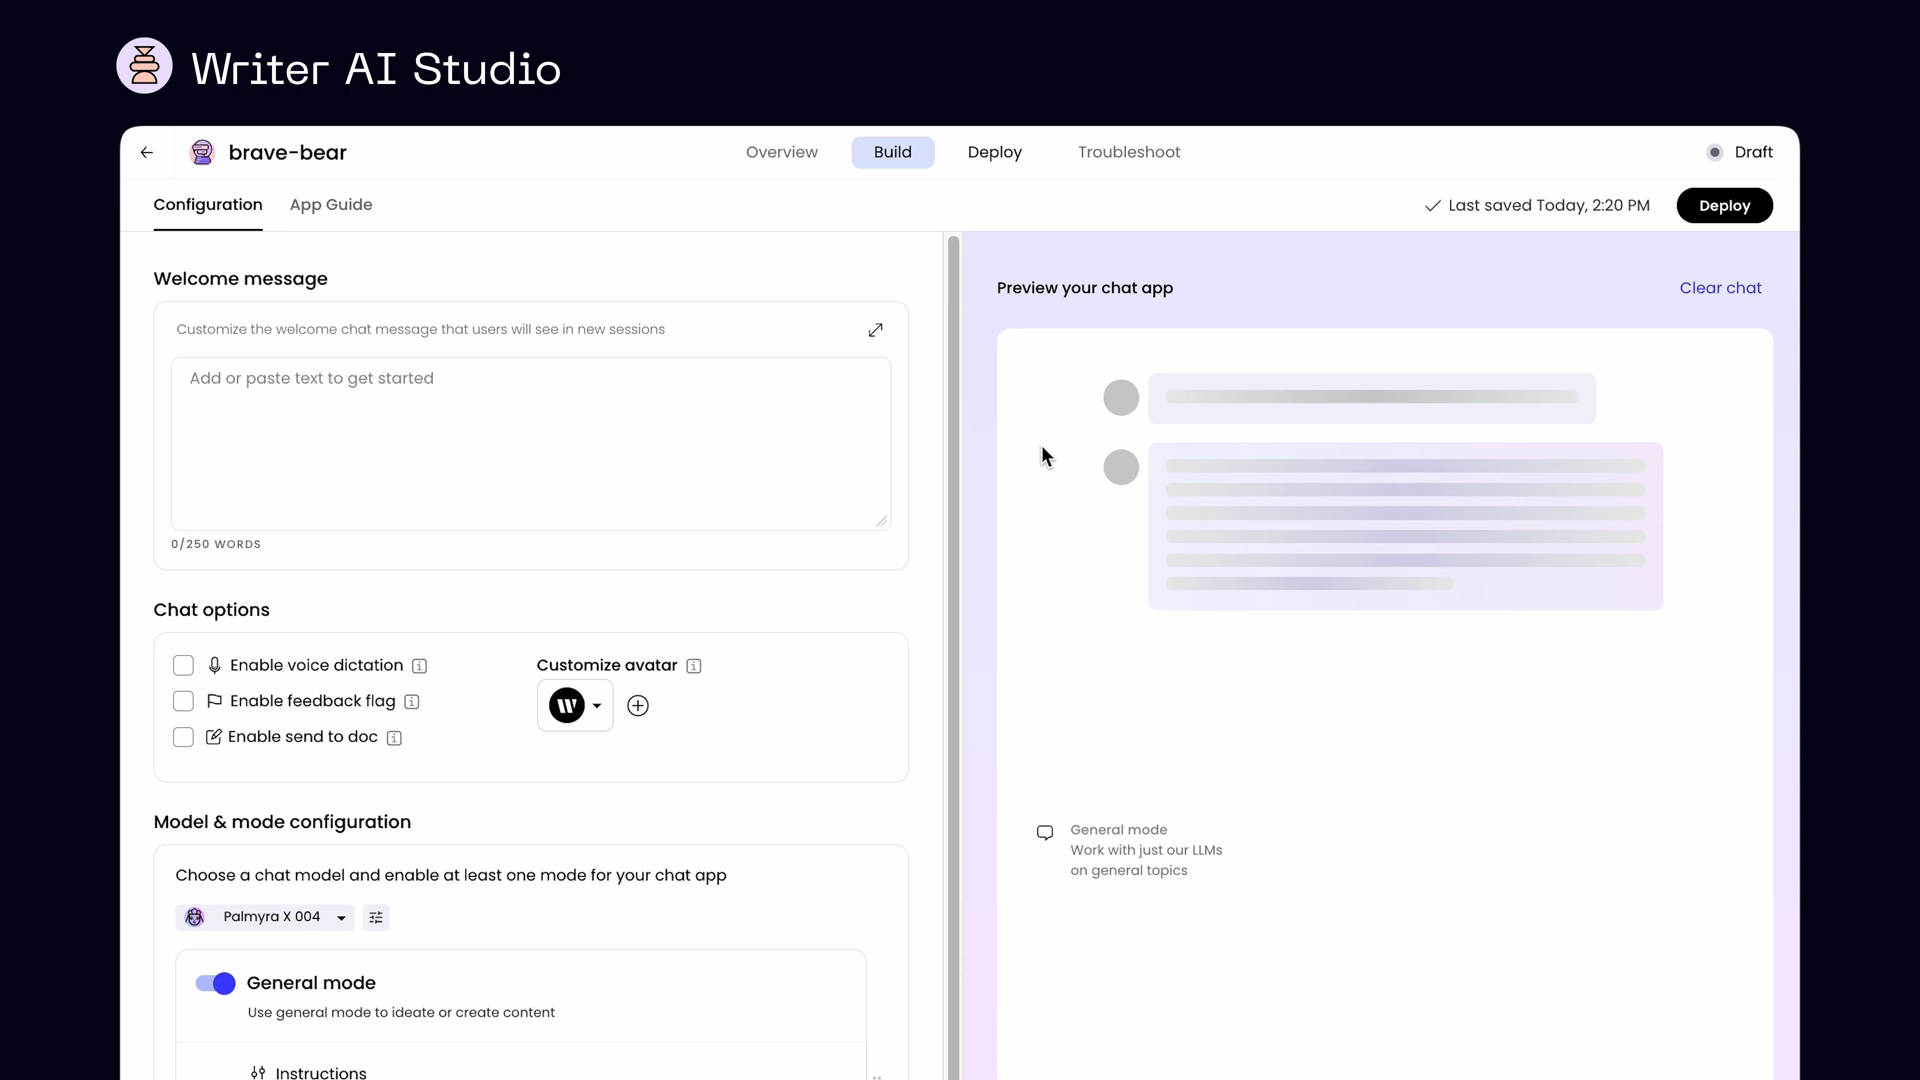 Writer AI Studio
brave-bear
Overview
Build
Deploy
Troubleshoot
Draft
Configuration
App Guide
Last saved Today, 2:20 PM
Deploy
Welcome message
Customize the welcome chat message that users will see in new sessions
Add or paste text to get started
0/250 WORDS
Chat options
Enable voice dictation
Enable feedback flag
Enable send to doc
Customize avatar
Model & mode configuration
Choose a chat model and enable at least one mode for your chat app
Palmyra X 004
General mode
Use general mode to ideate or create content
Instructions
Preview your chat app
Clear chat
General mode
Work with just our LLMs
on general topics